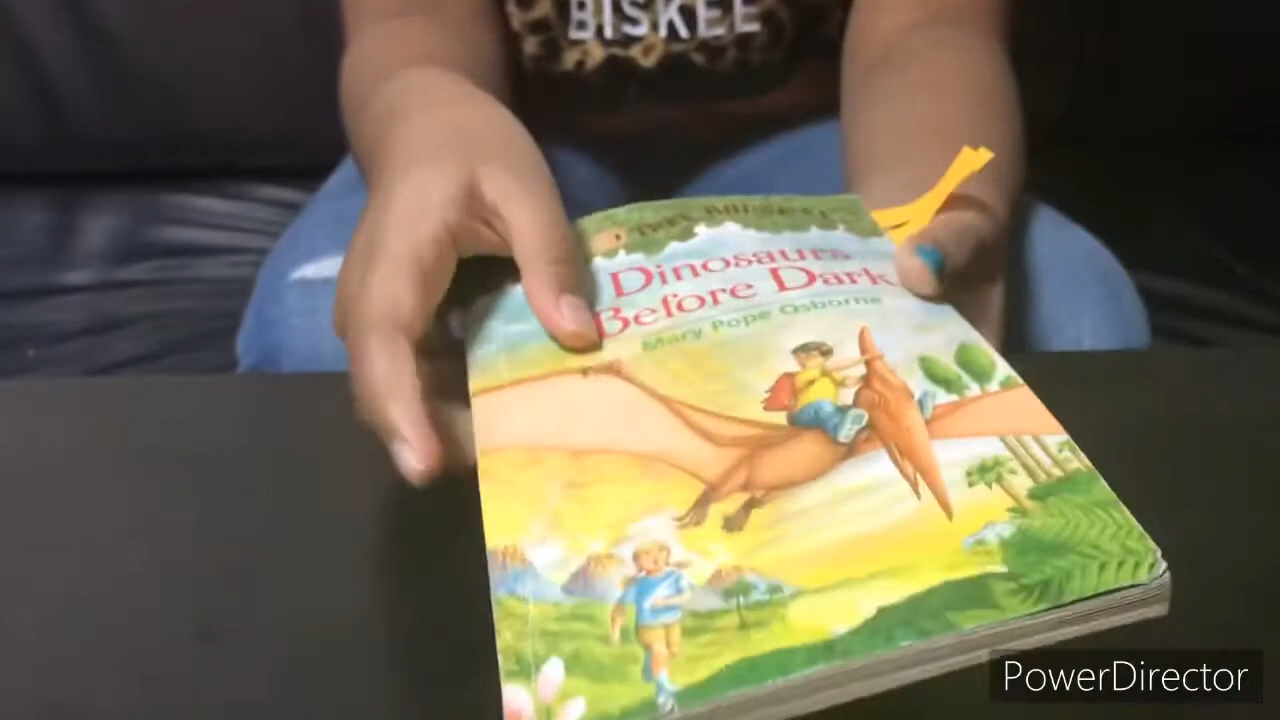 BISKEE
Dinosaurs
Before Dark
Mary Pope Osborne
PowerDirector